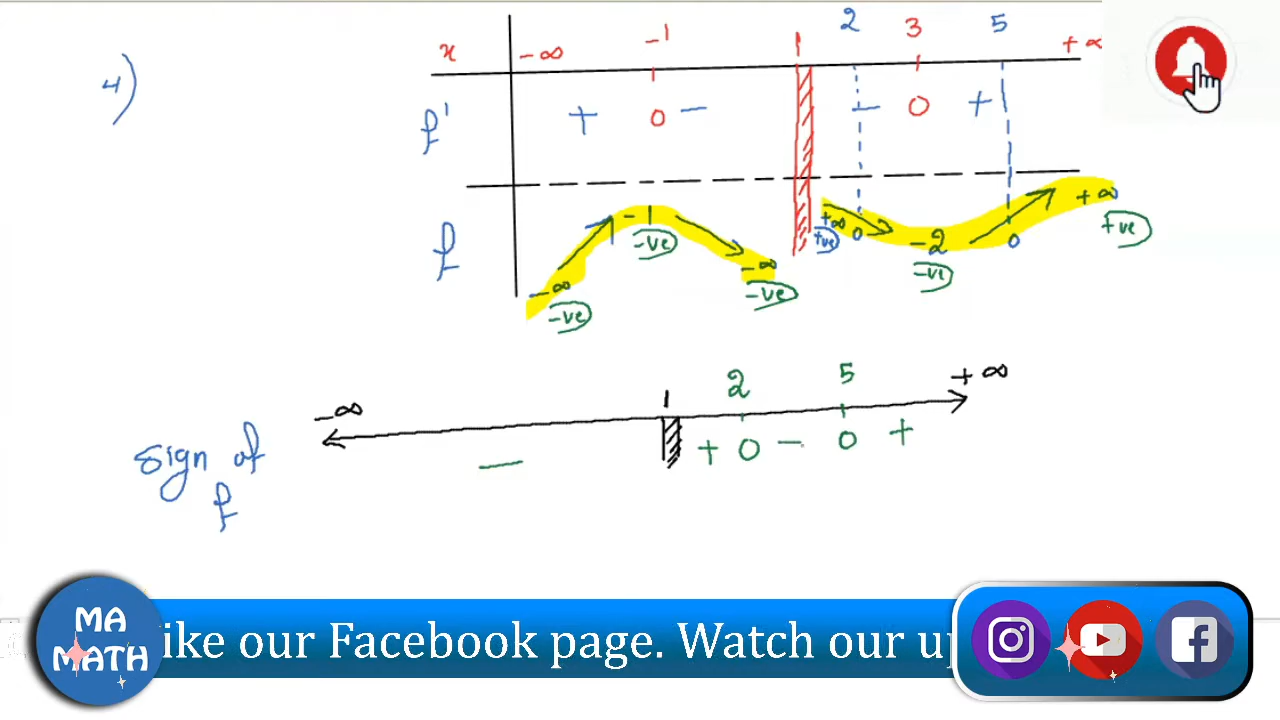 4)
x -∞ -1 1 2 3 5 +∞
f' + 0 - - 0 +
f -∞ -1 -∞ +∞ 0 -2 0 +∞
-ve -ve -ve +ve -ve +ve
-∞ 1 2 5 +∞
sign of f - + 0 - 0 +
MA MATH
ike our Facebook page. Watch our up